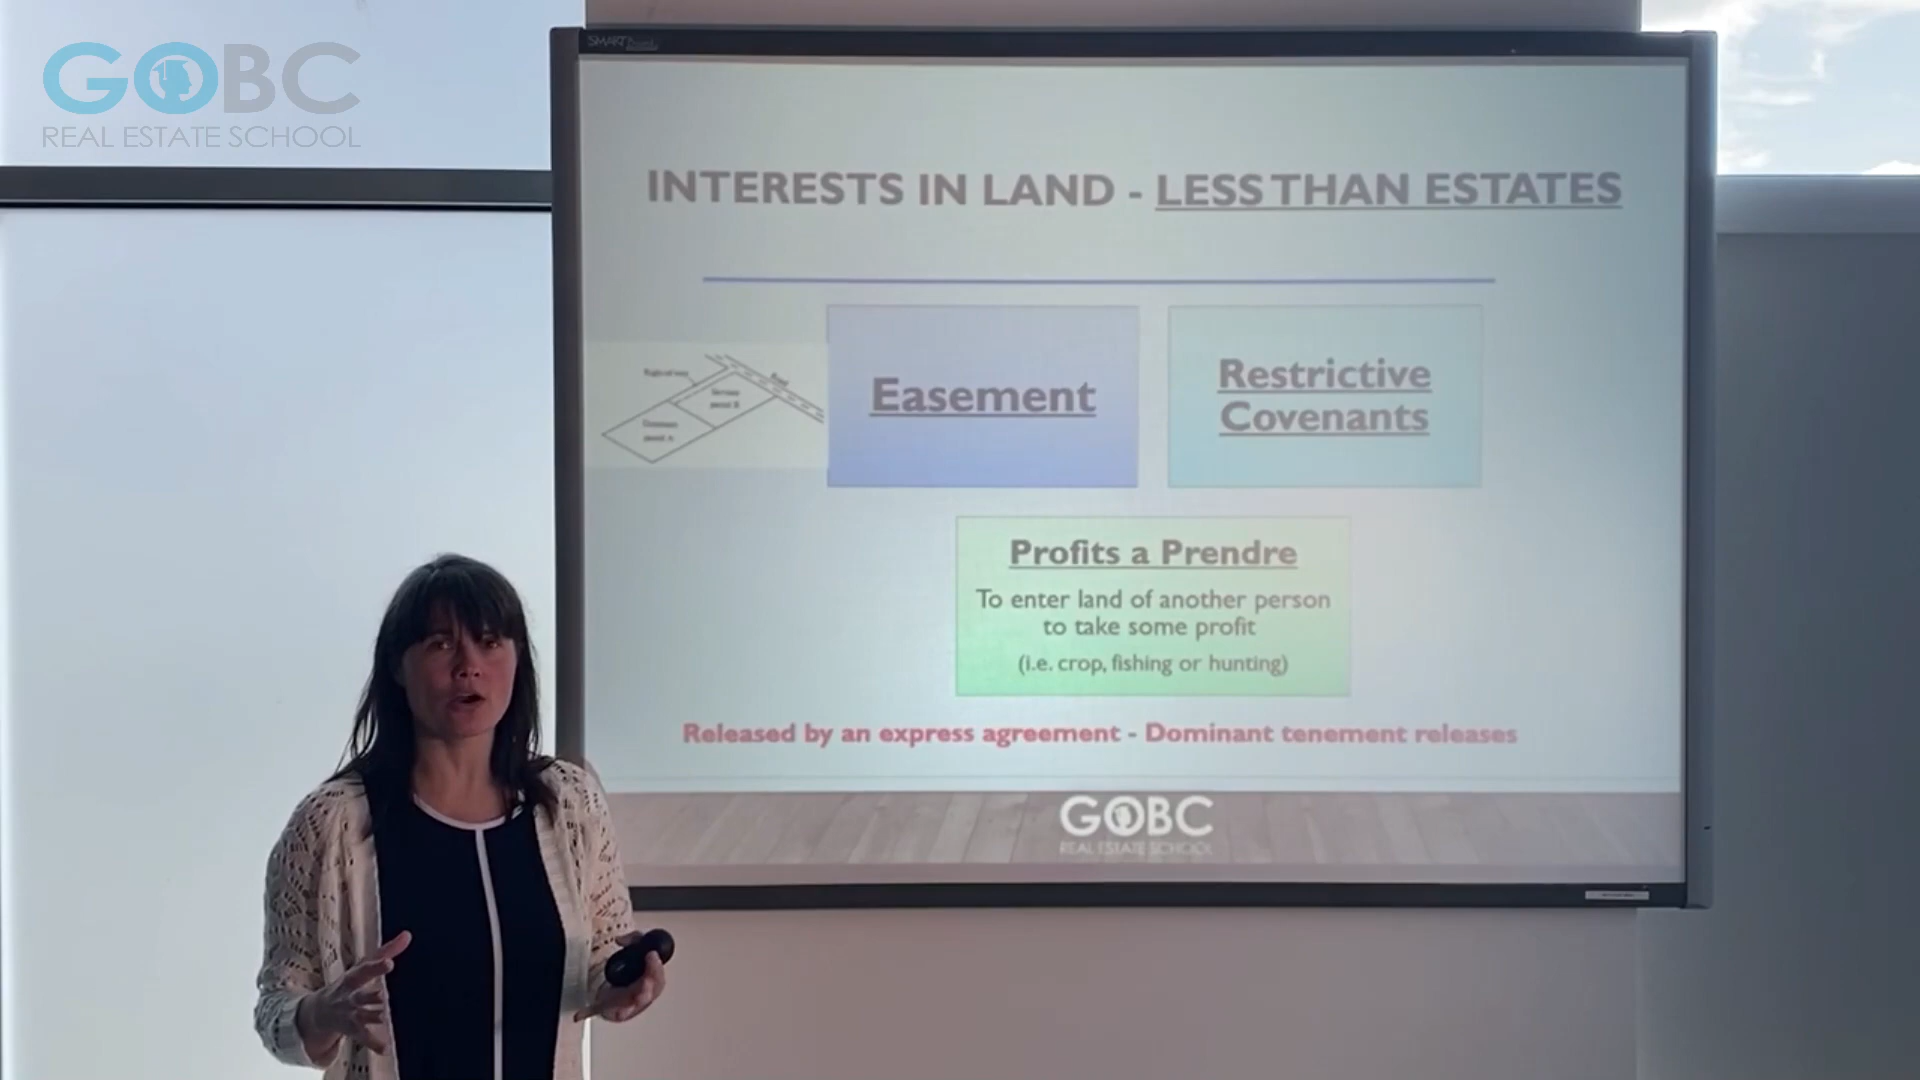 GOBC
REAL ESTATE SCHOOL
SMART
INTERESTS IN LAND - LESS THAN ESTATES
Easement
Restrictive
Covenants
Road
Profits a Prendre
To enter land of another person
to take some profit
(i.e. crop, fishing or hunting)
Released by an express agreement - Dominant tenement releases
GOBC
REAL ESTATE SCHOOL